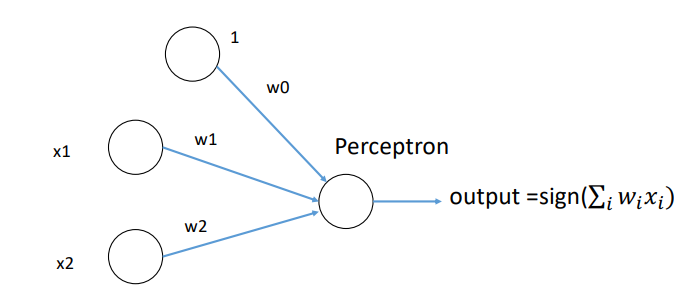 1
w0
w1
x1
Perceptron
output =sign(∑ᵢ 𝑤ᵢ𝑥ᵢ)
w2
x2